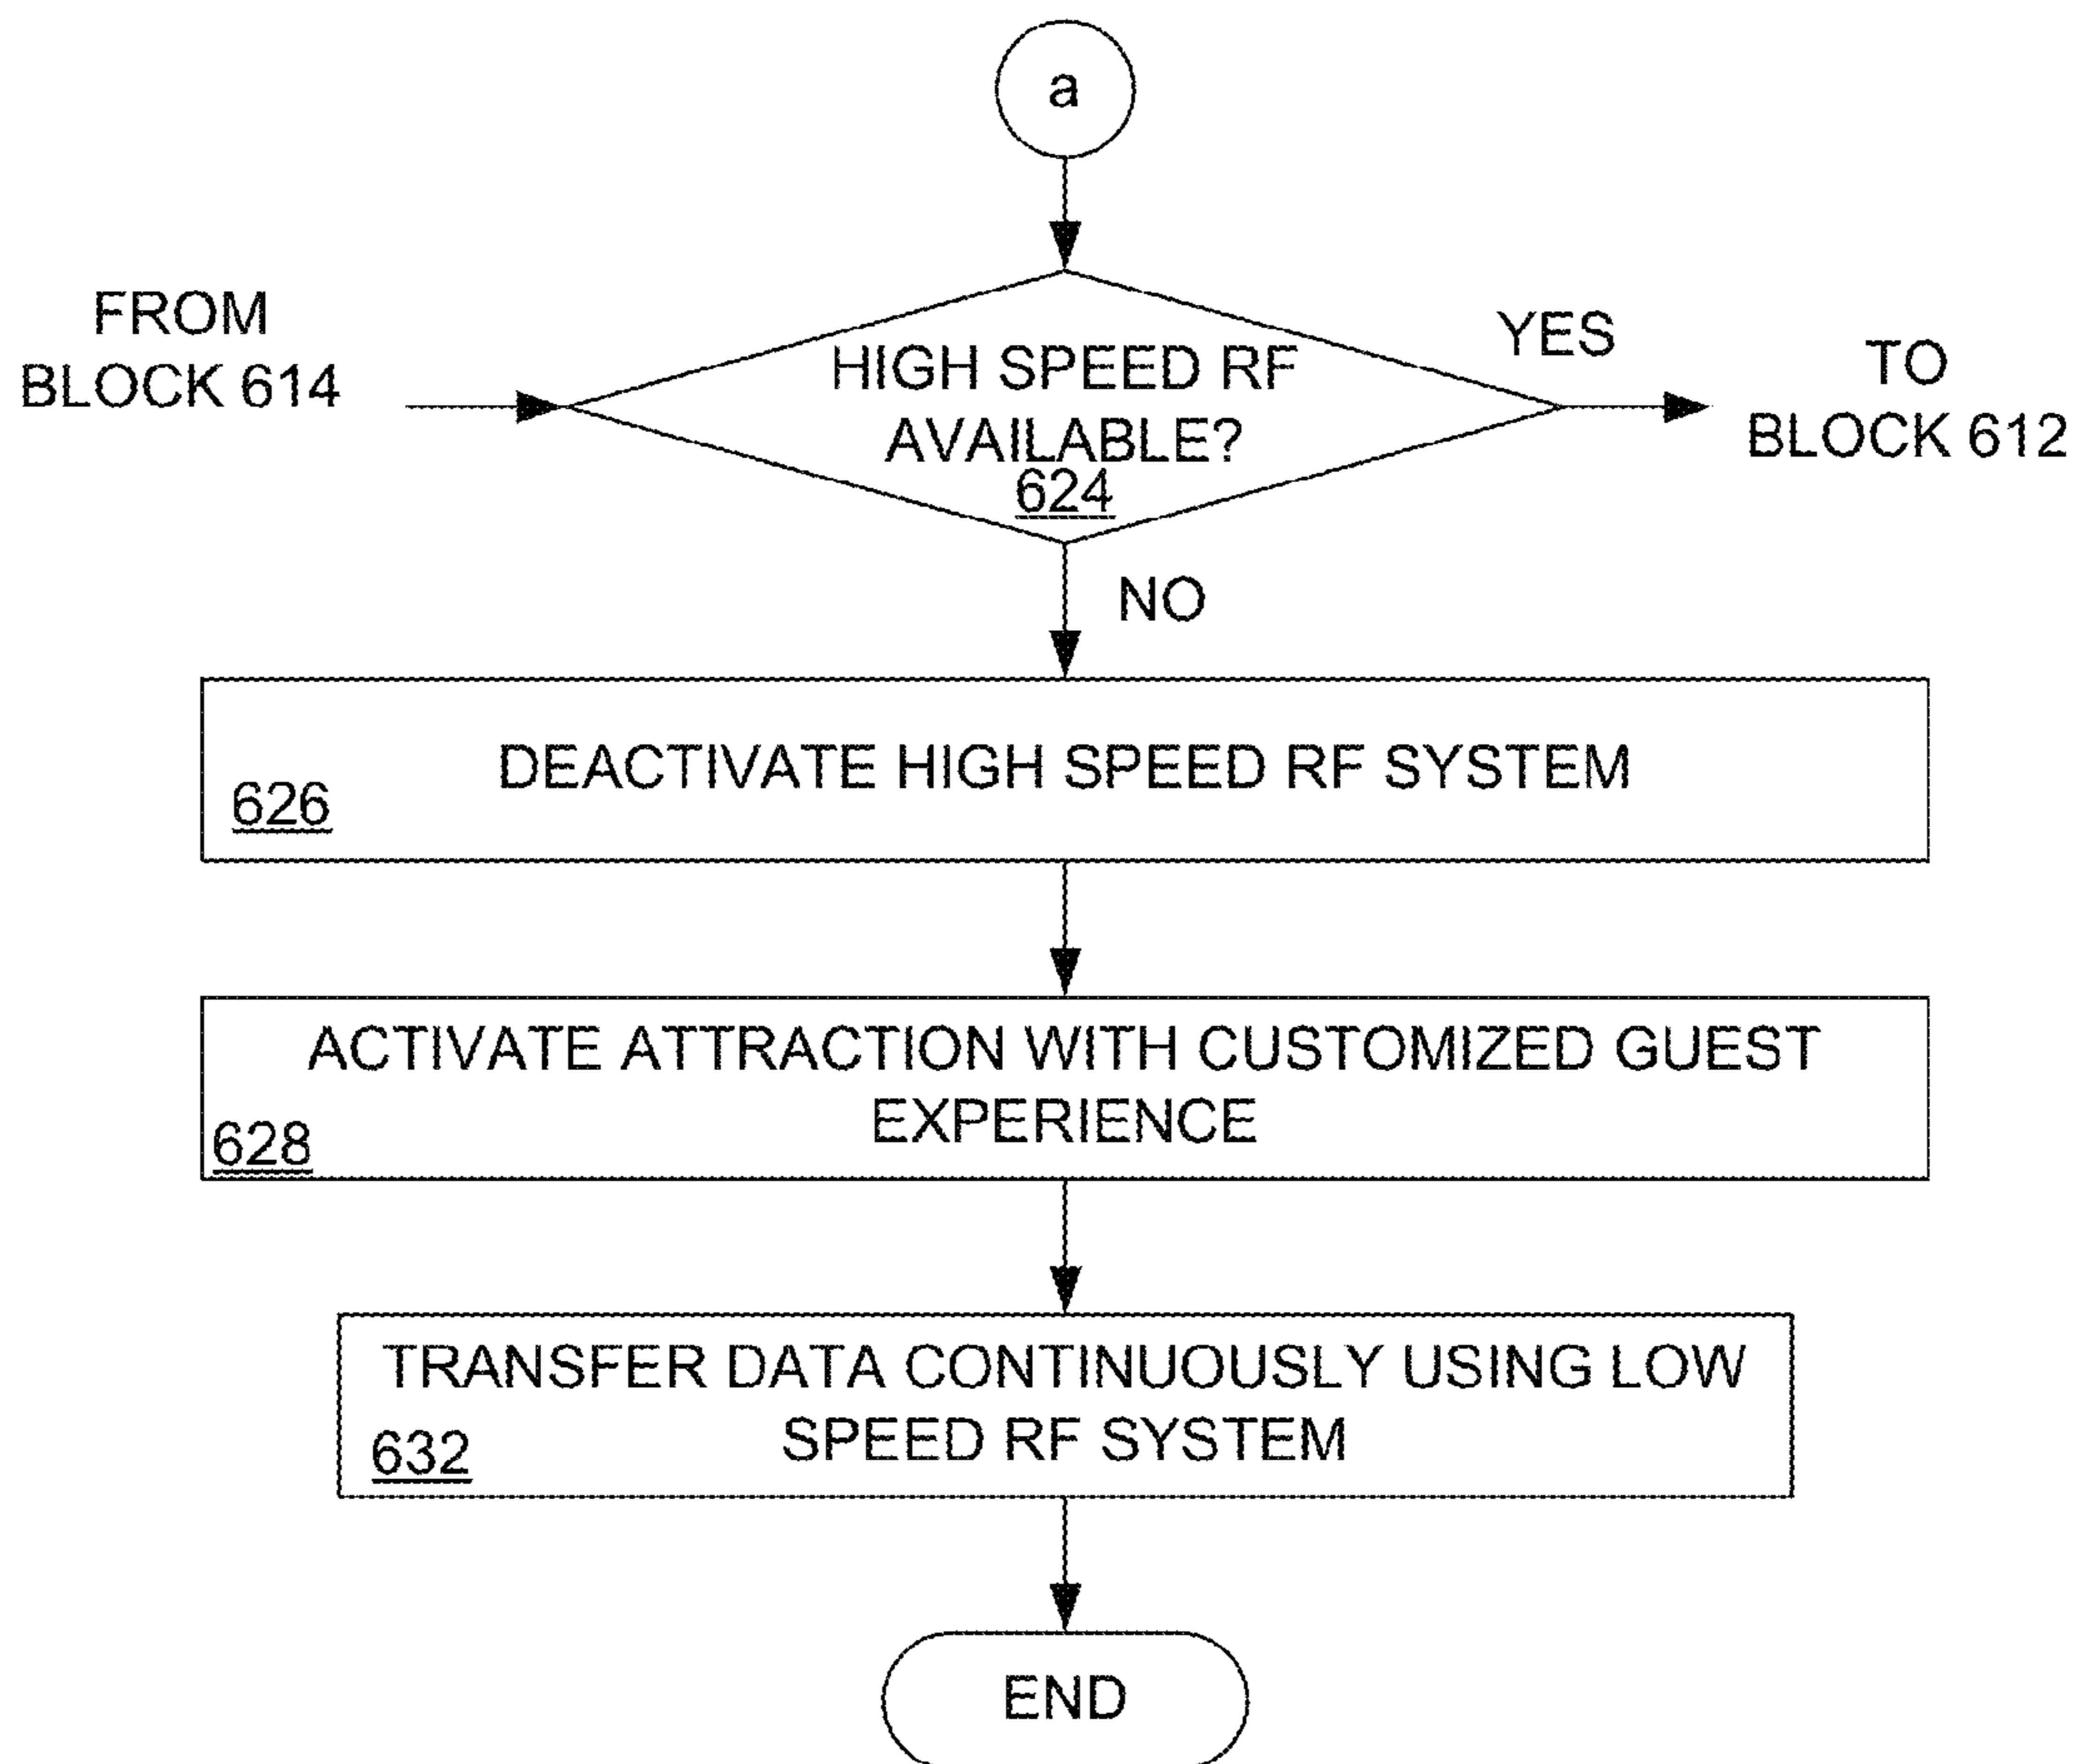 a
FROM
BLOCK 614
HIGH SPEED RF
AVAILABLE?
624
YES
TO
BLOCK 612
NO
DEACTIVATE HIGH SPEED RF SYSTEM
626
ACTIVATE ATTRACTION WITH CUSTOMIZED GUEST
EXPERIENCE
628
TRANSFER DATA CONTINUOUSLY USING LOW
SPEED RF SYSTEM
632
END